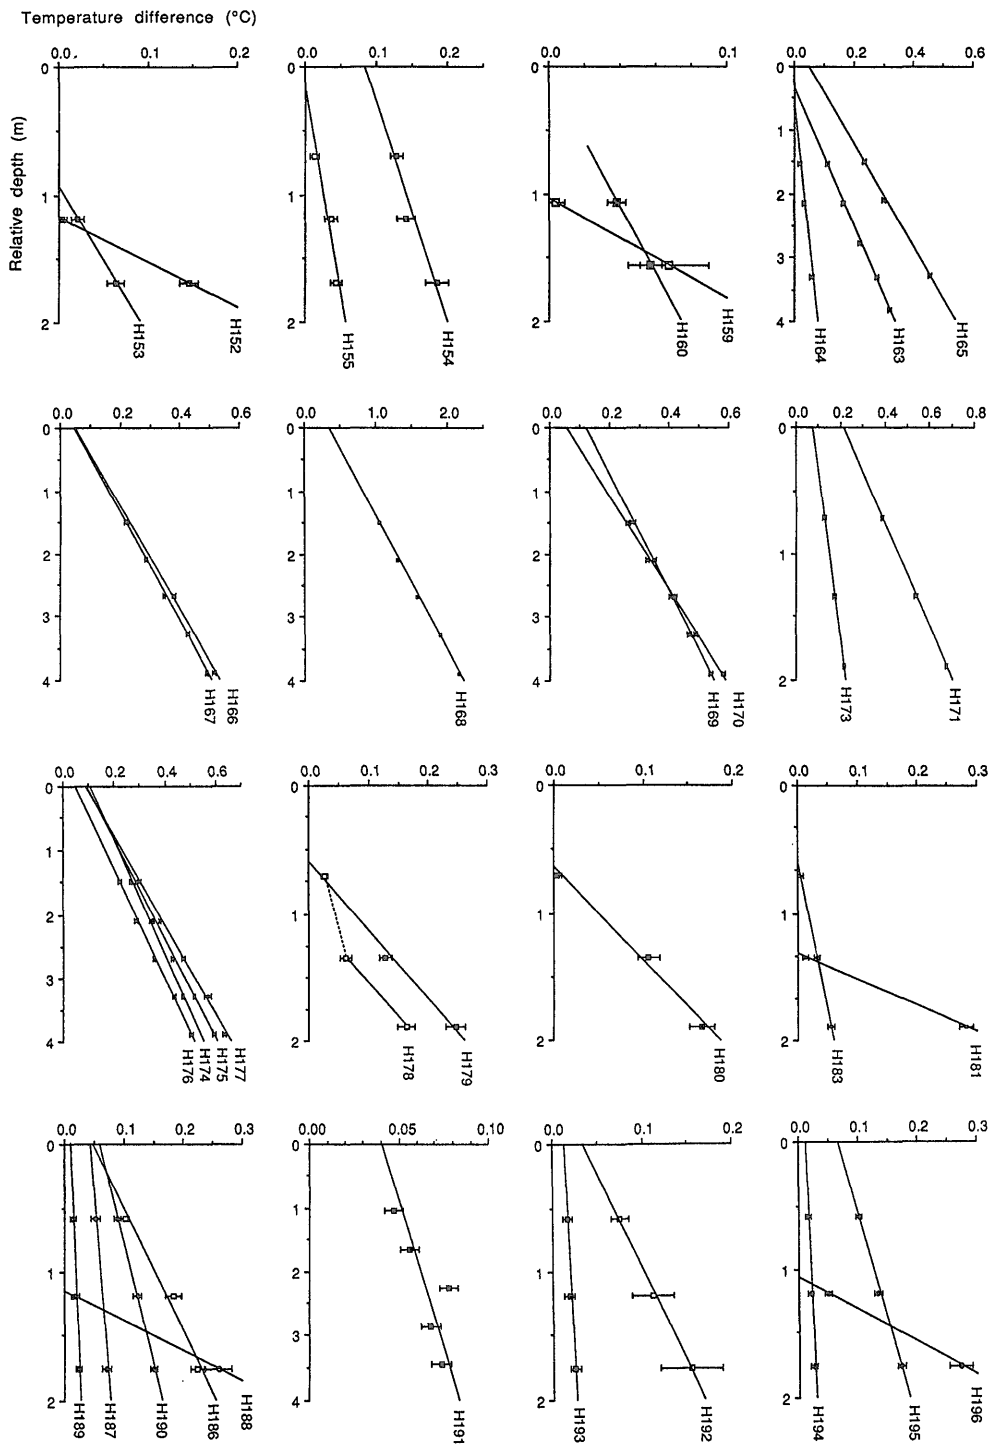 Temperature difference (°C)
0.0 0.1 0.2
0.0 0.1 0.2
0.0 0.1
0.0 0.2 0.4 0.6
Relative depth (m)
0
1
2
0
1
2
0
1
2
0
1
2
3
4
H153 H152
H155 H154
H160 H159
H164 H163 H165
0.0 0.2 0.4 0.6
0.0 1.0 2.0
0.0 0.2 0.4 0.6
0.0 0.2 0.4 0.6 0.8
0
1
2
3
4
0
1
2
3
4
0
1
2
3
4
0
1
2
H167 H166
H168
H169 H170
H173 H171
0.0 0.2 0.4 0.6
0.0 0.1 0.2 0.3
0.0 0.1 0.2
0.0 0.1 0.2 0.3
0
1
2
3
4
0
1
2
0
1
2
0
1
2
H176 H174 H175 H177
H178 H179
H180
H183 H181
0.0 0.1 0.2 0.3
0.00 0.05 0.10
0.0 0.1 0.2
0.0 0.1 0.2 0.3
0
1
2
0
1
2
3
4
0
1
2
0
1
2
H189 H187 H190 H186 H188
H191
H193 H192
H194 H195 H196